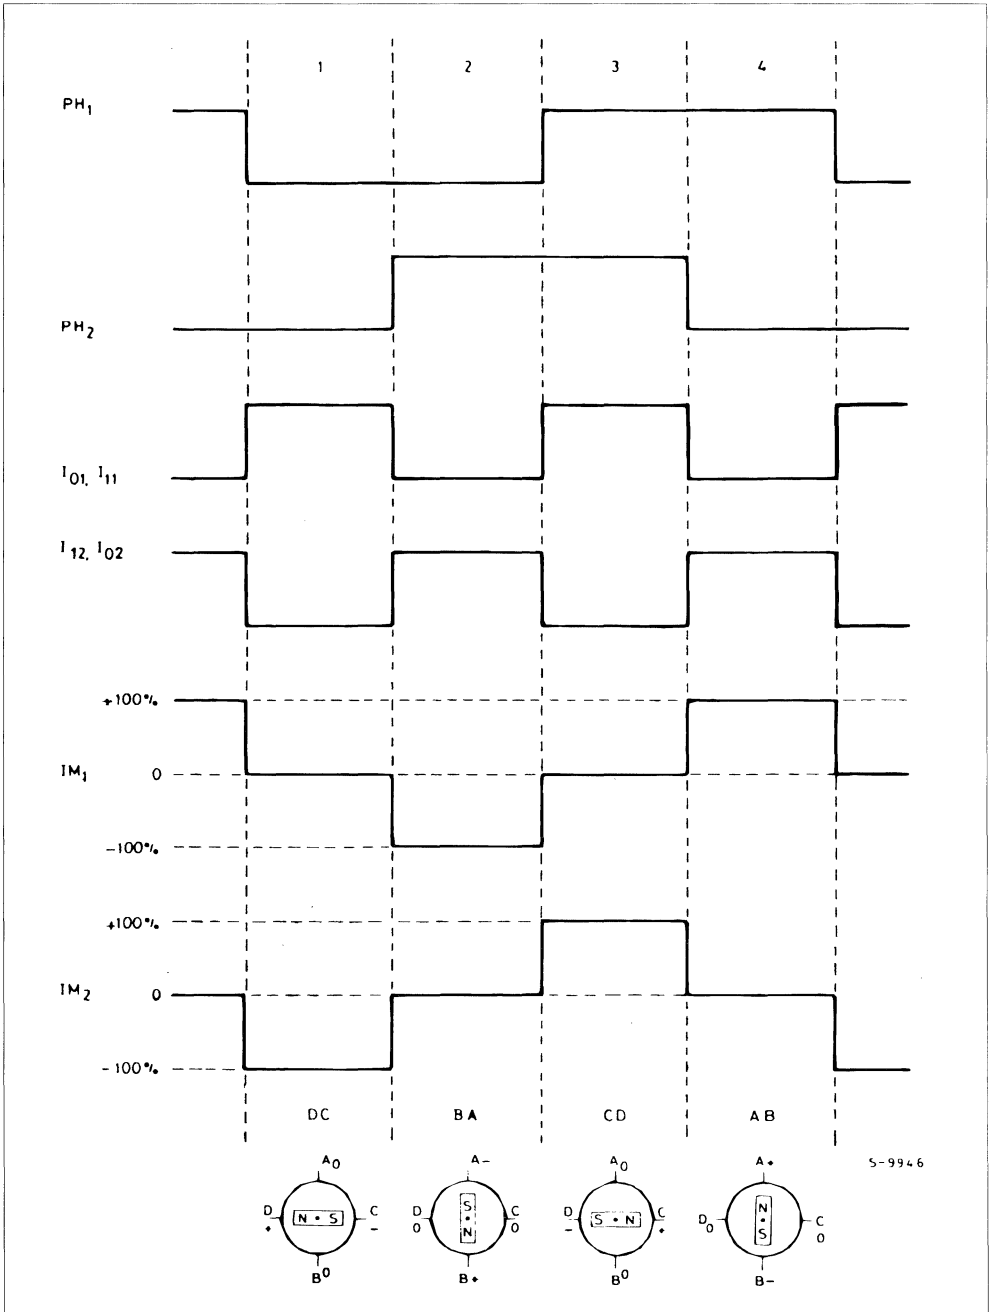 1 2 3 4
PH1
PH2
I01, I11
I12, I02
+100%
IM1 0
-100%
+100%
IM2 0
-100%
DC BA CD AB
S-9946
A0 A- A0 A+
D + N • S C - D 0 S • N C 0 D - S • N C + D0 N • S C 0
B0 B+ B0 B-